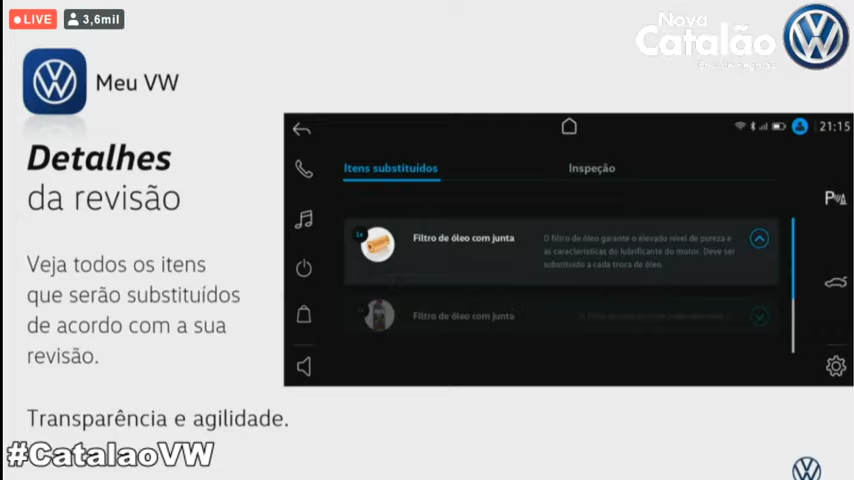 LIVE
3,6mil
Nova
Catalão
Meu VW
Detalhes
da revisão
Veja todos os itens
que serão substituídos
de acordo com a sua
revisão.
Transparência e agilidade.
#CatalaoVW
21:15
Itens substituídos
Inspeção
1x
Filtro de óleo com junta
O filtro de óleo garante o elevado nível de pureza e
as características do lubrificante do motor. Deve ser
substituído a cada troca de óleo.
Filtro de óleo com junta
P